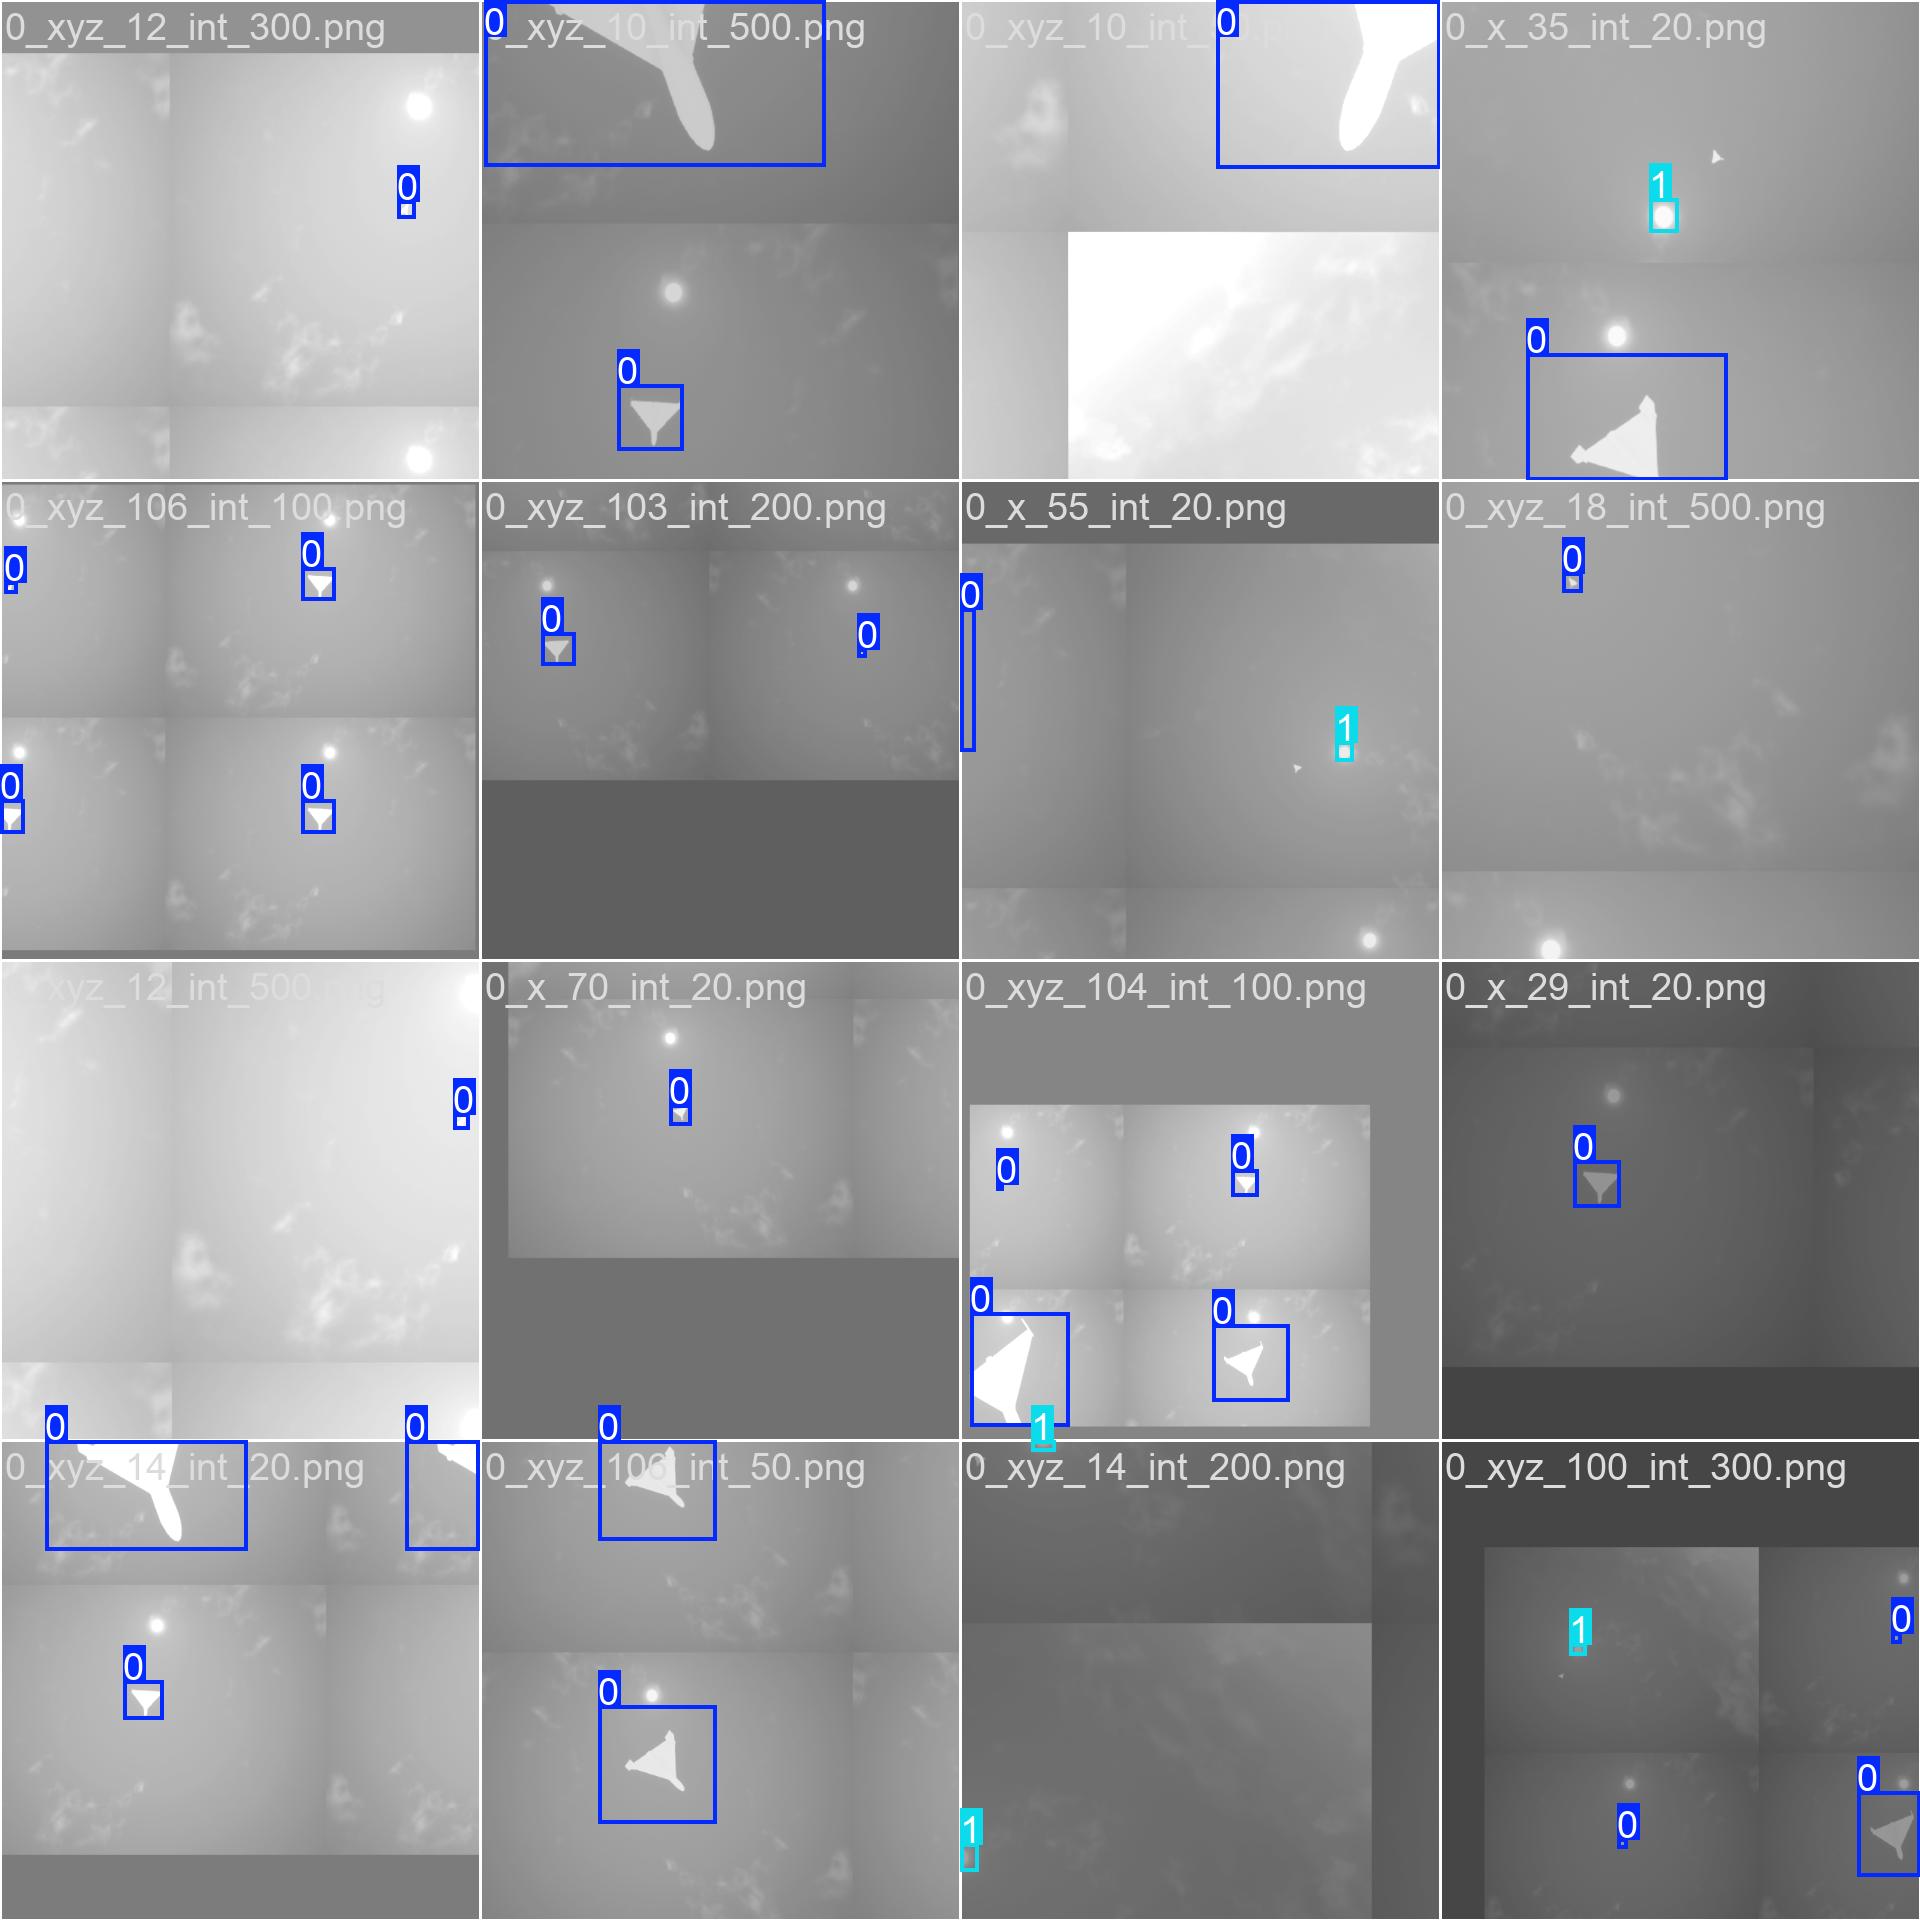 0_xyz_12_int_300.png
0
0
0_xyz_10_int_500.png
0
0
0_xyz_10_int_
0_x_35_int_20.png
1
0
0_xyz_106_int_100.png
0
0
0
0
0_xyz_103_int_200.png
0
0
0_x_55_int_20.png
0
1
0_xyz_18_int_500.png
0
xyz_12_int_500.png
0
0_x_70_int_20.png
0
0_xyz_104_int_100.png
0
0
0
0
1
0_x_29_int_20.png
0
0
0
0_xyz_14_int_20.png
0
0
0_xyz_106_int_50.png
0
0_xyz_14_int_200.png
1
0_xyz_100_int_300.png
1
0
0
0